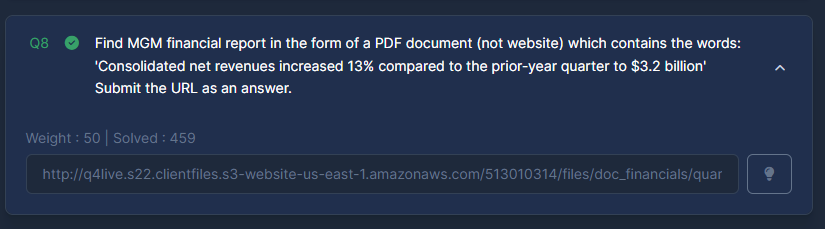 Q8 Find MGM financial report in the form of a PDF document (not website) which contains the words:
'Consolidated net revenues increased 13% compared to the prior-year quarter to $3.2 billion'
Submit the URL as an answer.
Weight : 50 | Solved : 459
http://q4live.s22.clientfiles.s3-website-us-east-1.amazonaws.com/513010314/files/doc_financials/quar